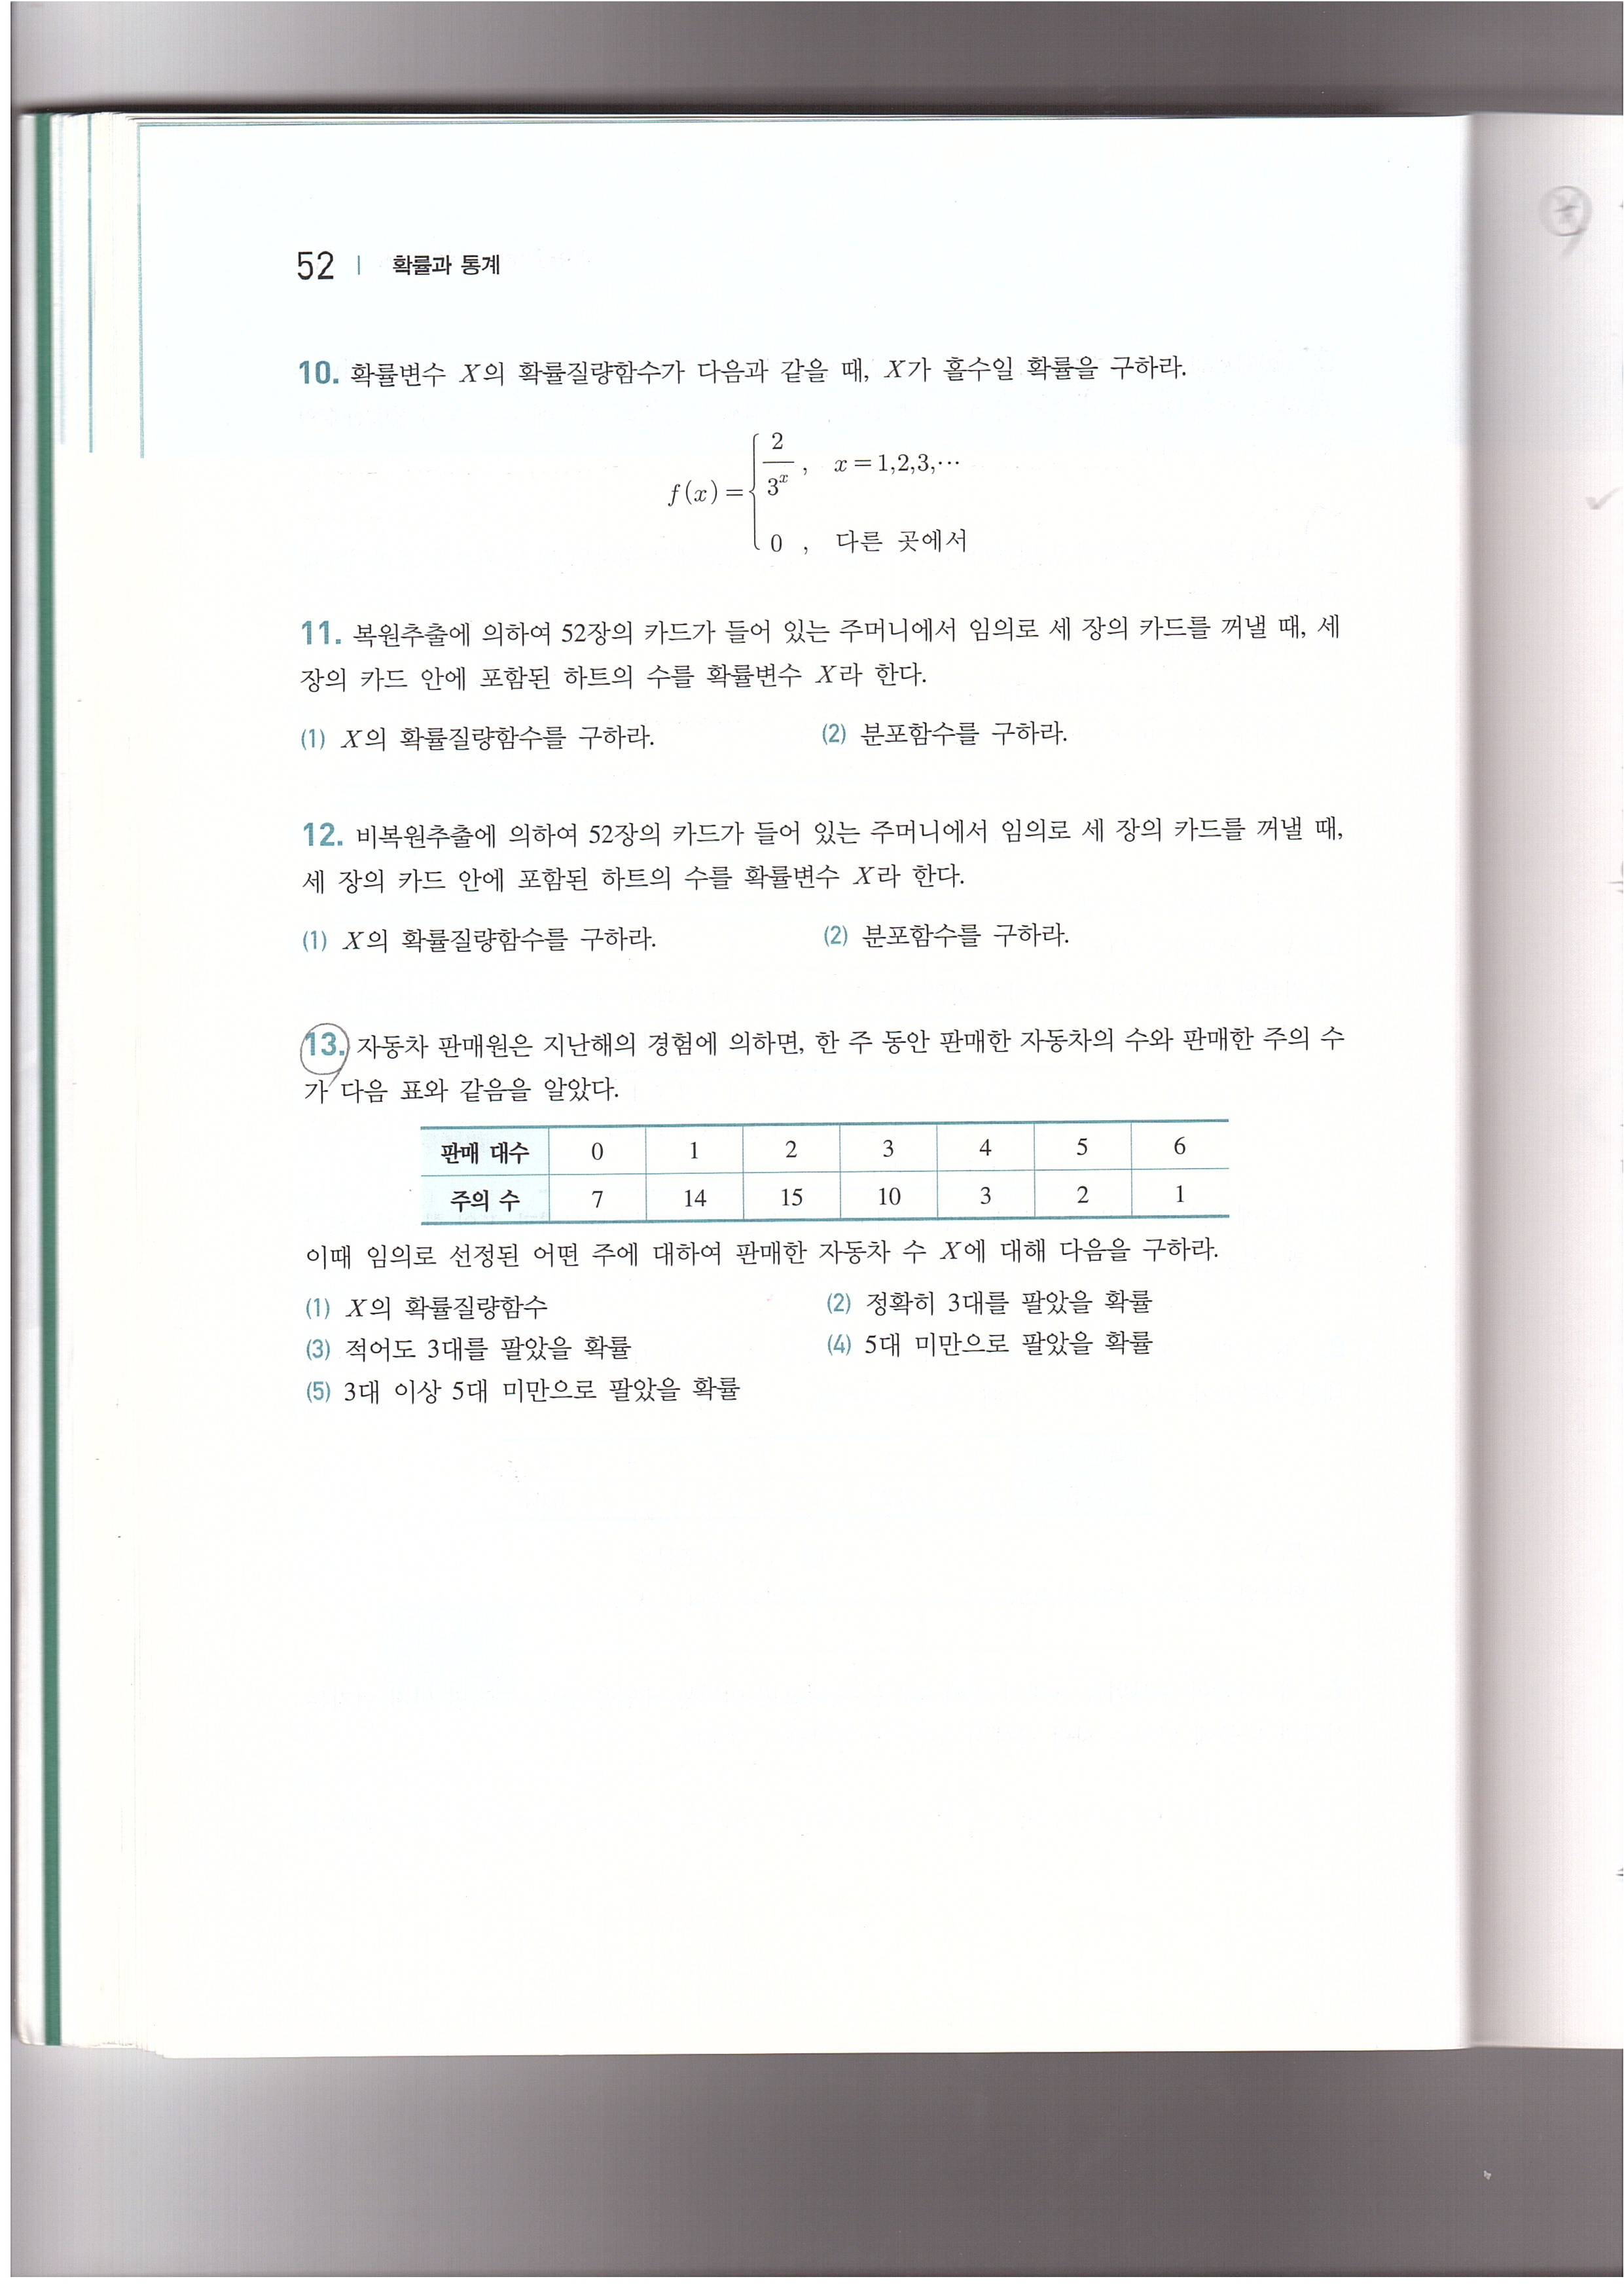 52 | 확률과 통계
10. 확률변수 X의 확률질량함수가 다음과 같을 때, X가 홀수일 확률을 구하라.
f(x) = { 2/3^x , x = 1,2,3,⋯
0 , 다른 곳에서
11. 복원추출에 의하여 52장의 카드가 들어 있는 주머니에서 임의로 세 장의 카드를 꺼낼 때, 세
장의 카드 안에 포함된 하트의 수를 확률변수 X라 한다.
(1) X의 확률질량함수를 구하라. (2) 분포함수를 구하라.
12. 비복원추출에 의하여 52장의 카드가 들어 있는 주머니에서 임의로 세 장의 카드를 꺼낼 때,
세 장의 카드 안에 포함된 하트의 수를 확률변수 X라 한다.
(1) X의 확률질량함수를 구하라. (2) 분포함수를 구하라.
13. 자동차 판매원은 지난해의 경험에 의하면, 한 주 동안 판매한 자동차의 수와 판매한 주의 수
가 다음 표와 같음을 알았다.
판매 대수 0 1 2 3 4 5 6
주의 수 7 14 15 10 3 2 1
이때 임의로 선정된 어떤 주에 대하여 판매한 자동차 수 X에 대해 다음을 구하라.
(1) X의 확률질량함수 (2) 정확히 3대를 팔았을 확률
(3) 적어도 3대를 팔았을 확률 (4) 5대 미만으로 팔았을 확률
(5) 3대 이상 5대 미만으로 팔았을 확률